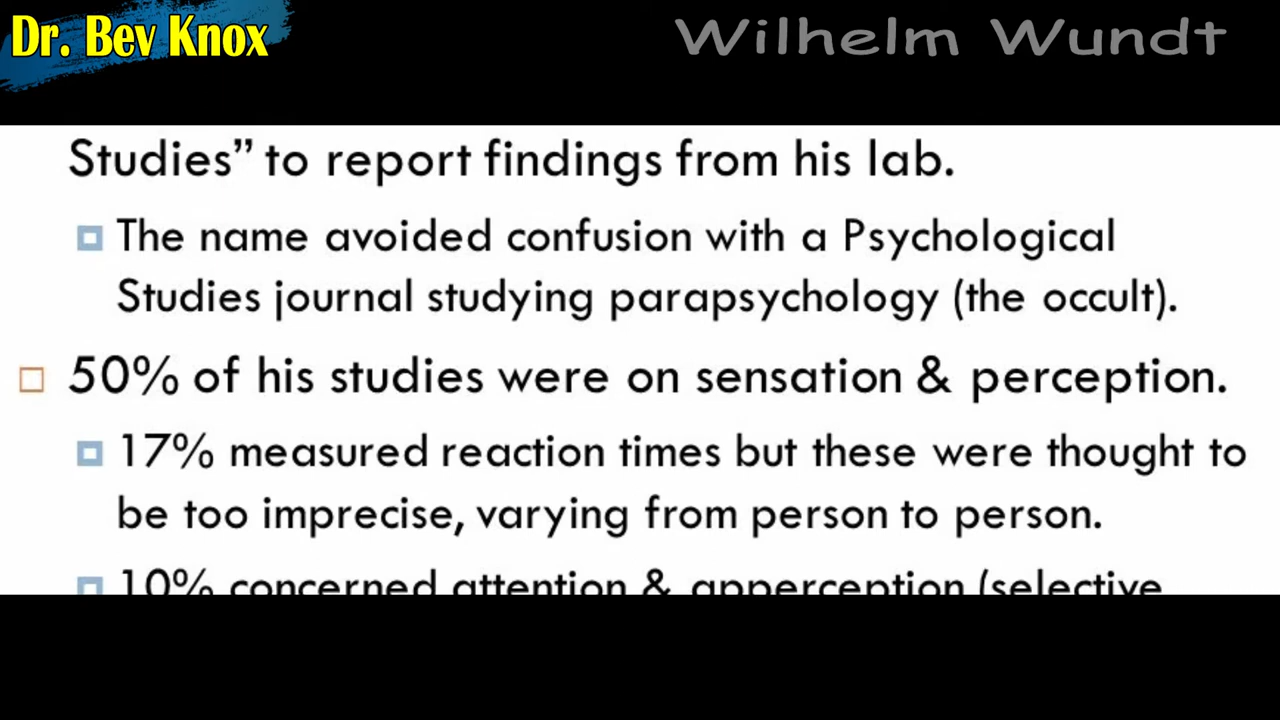 Dr. Bev Knox
Wilhelm Wundt
Studies” to report findings from his lab.
The name avoided confusion with a Psychological
Studies journal studying parapsychology (the occult).
50% of his studies were on sensation & perception.
17% measured reaction times but these were thought to
be too imprecise, varying from person to person.
10% concerned attention & apperception (selective